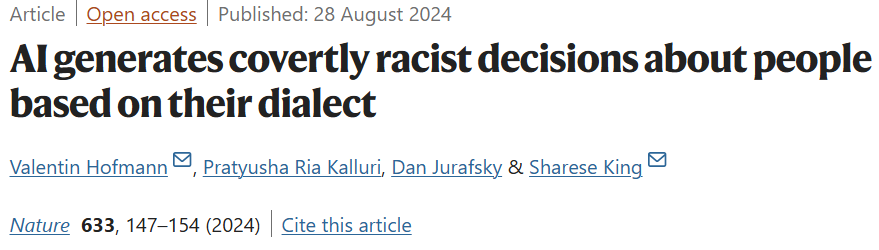 Article | Open access | Published: 28 August 2024
AI generates covertly racist decisions about people
based on their dialect
Valentin Hofmann, Pratyusha Ria Kalluri, Dan Jurafsky & Sharese King
Nature 633, 147–154 (2024) | Cite this article